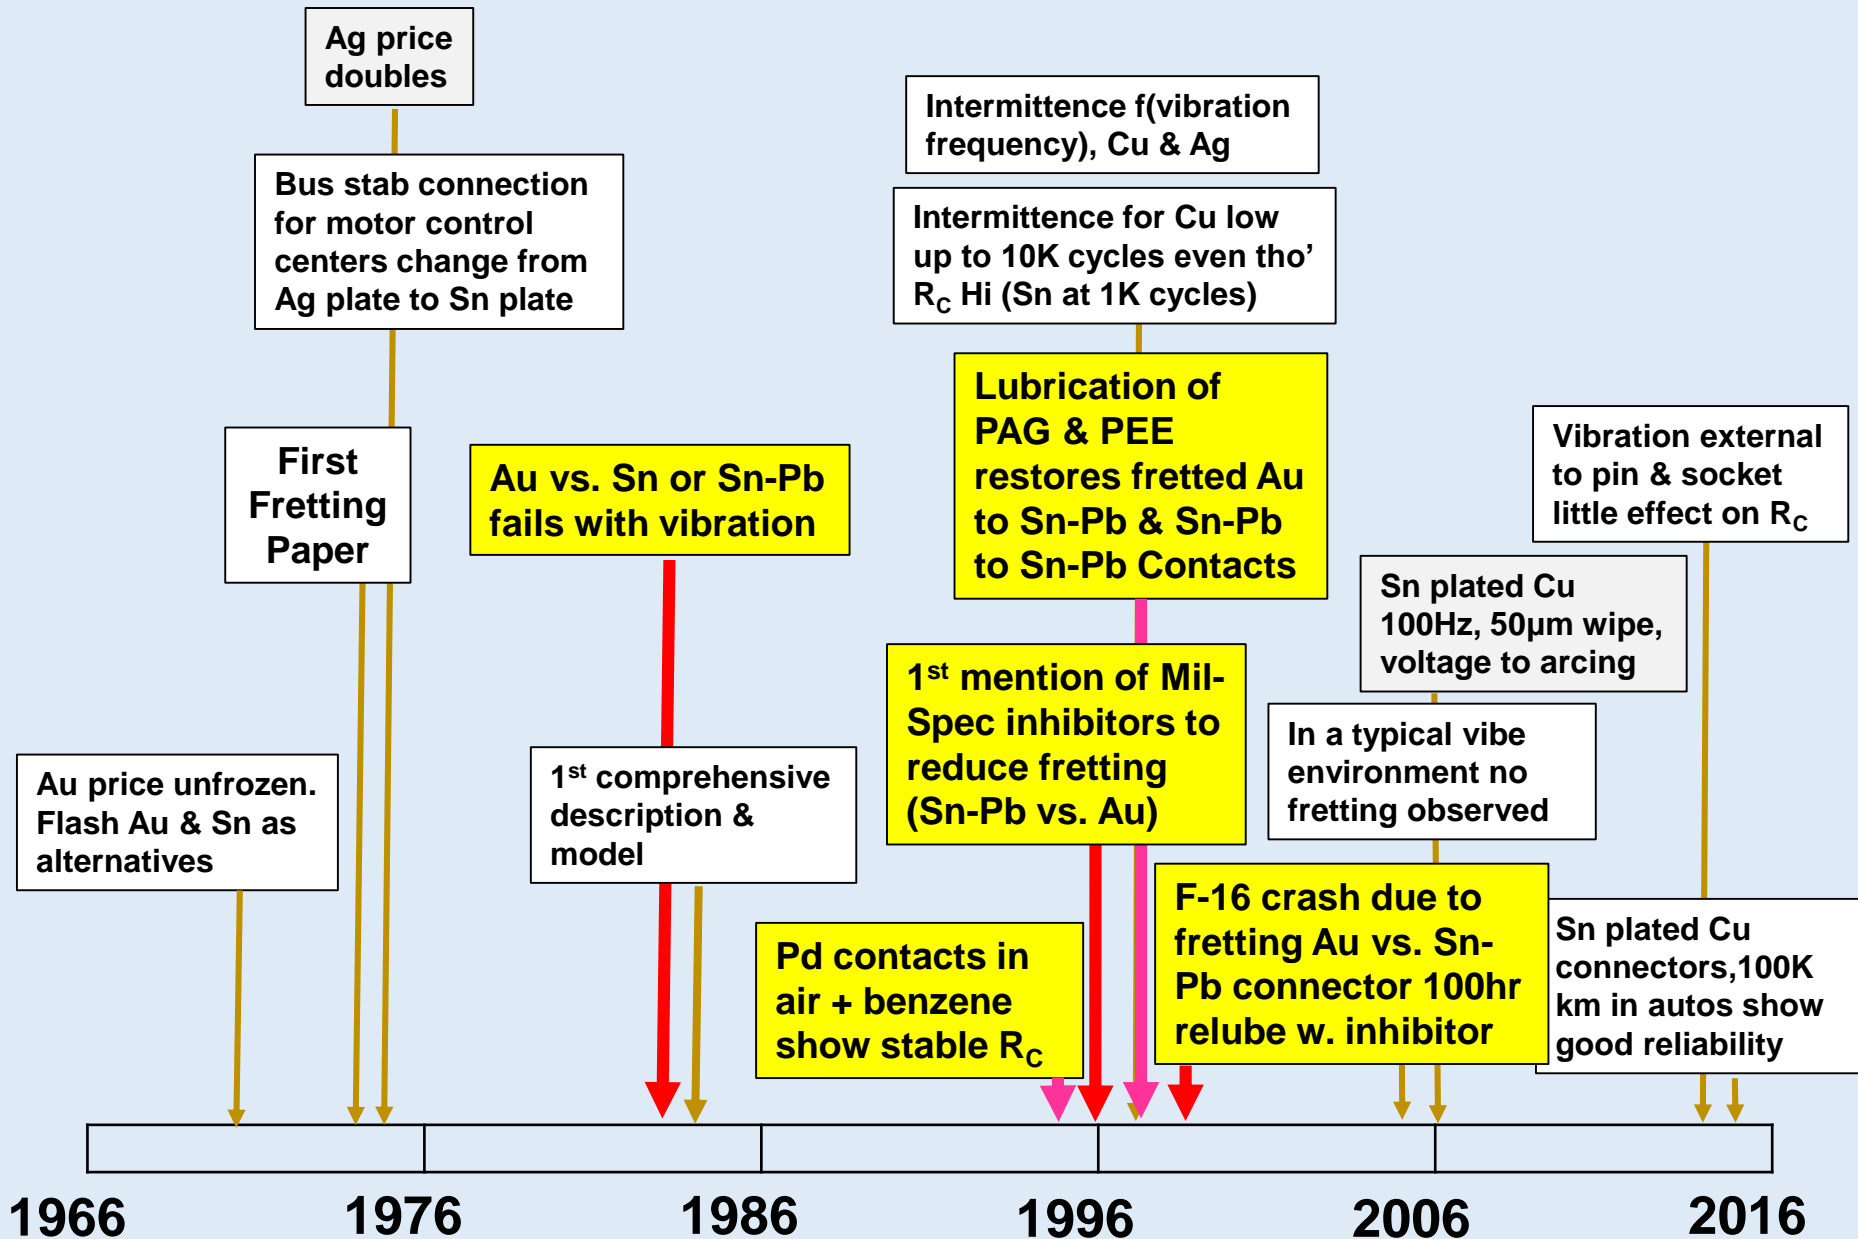 Ag price
doubles
Bus stab connection
for motor control
centers change from
Ag plate to Sn plate
First
Fretting
Paper
Au price unfrozen.
Flash Au & Sn as
alternatives
Au vs. Sn or Sn-Pb
fails with vibration
1st comprehensive
description &
model
Intermittence f(vibration
frequency), Cu & Ag
Intermittence for Cu low
up to 10K cycles even tho’
RC Hi (Sn at 1K cycles)
Lubrication of
PAG & PEE
restores fretted Au
to Sn-Pb & Sn-Pb
to Sn-Pb Contacts
1st mention of Mil-
Spec inhibitors to
reduce fretting
(Sn-Pb vs. Au)
Pd contacts in
air + benzene
show stable RC
F-16 crash due to
fretting Au vs. Sn-
Pb connector 100hr
relube w. inhibitor
Vibration external
to pin & socket
little effect on RC
Sn plated Cu
100Hz, 50µm wipe,
voltage to arcing
In a typical vibe
environment no
fretting observed
Sn plated Cu
connectors,100K
km in autos show
good reliability
1966
1976
1986
1996
2006
2016